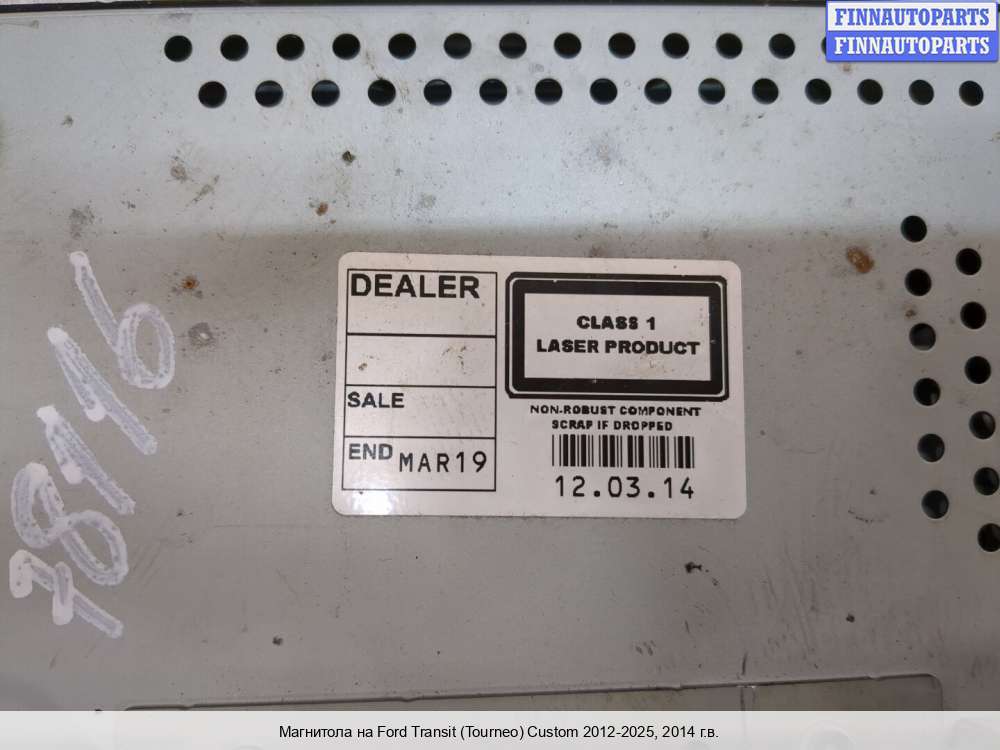 FINNAUTOPARTS
FINNAUTOPARTS
DEALER
SALE
END MAR19
CLASS 1
LASER PRODUCT
NON-ROBUST COMPONENT
SCRAP IF DROPPED
12.03.14
78116
Магнитола на Ford Transit (Tourneo) Custom 2012-2025, 2014 г.в.